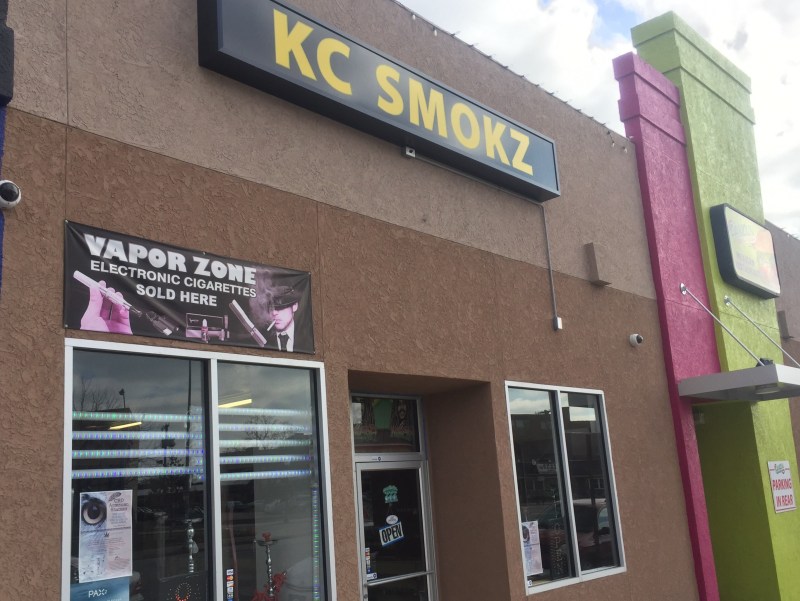 KC SMOKZ
VAPOR ZONE
ELECTRONIC CIGARETTES
SOLD HERE
OPEN
PAX
PARKING
IN REAR